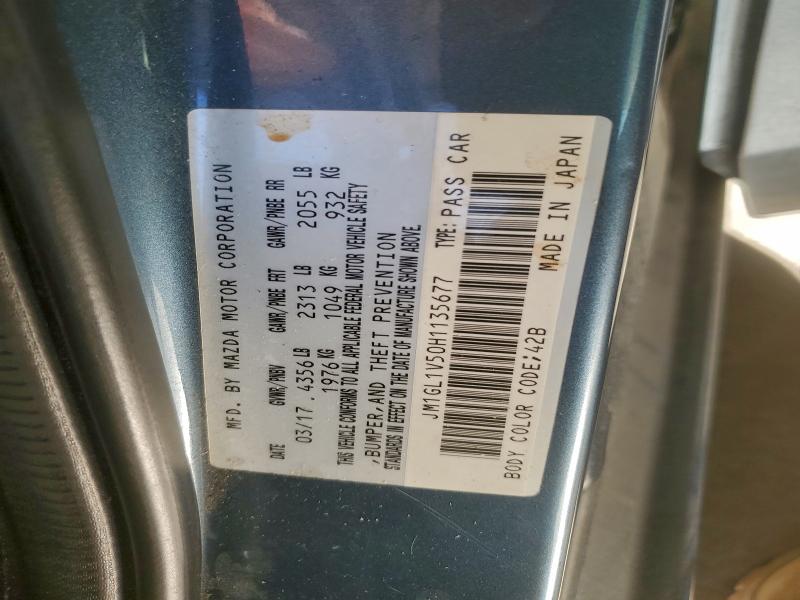 MFD. BY MAZDA MOTOR CORPORATION
DATE GVWR/PNBV GAWR/PNBE FRT GAWR/PNBE RR
03/17 , 4356 LB 2313 LB 2055 LB
1976 KG 1049 KG 932 KG
THIS VEHICLE CONFORMS TO ALL APPLICABLE FEDERAL MOTOR VEHICLE SAFETY
,BUMPER, AND THEFT PREVENTION
STANDARDS IN EFFECT ON THE DATE OF MANUFACTURE SHOWN ABOVE
JM1GL1V50H1135677 TYPE: PASS CAR
BODY COLOR CODE:'42B MADE IN JAPAN